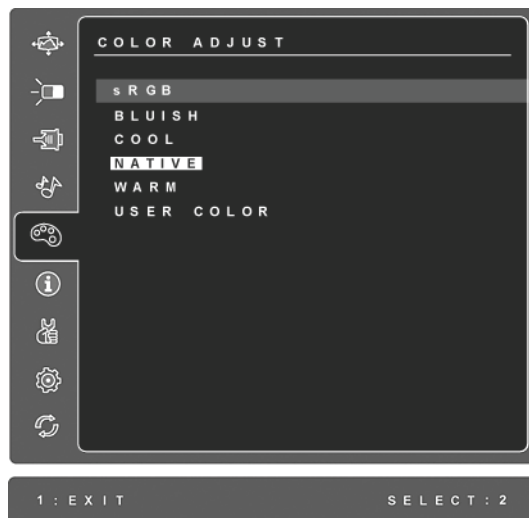 COLOR ADJUST
sRGB
BLUISH
COOL
NATIVE
WARM
USER COLOR
1:EXIT SELECT:2